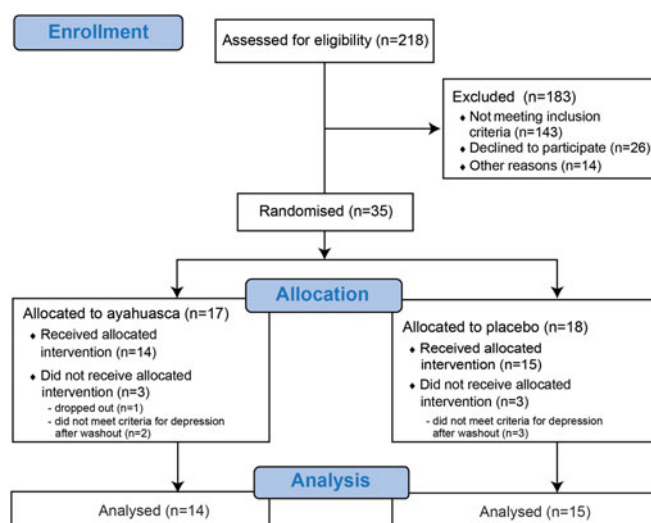 Enrollment
Assessed for eligibility (n=218)
Excluded (n=183)
♦ Not meeting inclusion
criteria (n=143)
♦ Declined to participate (n=26)
♦ Other reasons (n=14)
Randomised (n=35)
Allocation
Allocated to ayahuasca (n=17)
♦ Received allocated
intervention (n=14)
♦ Did not receive allocated
intervention (n=3)
- dropped out (n=1)
- did not meet criteria for depression
after washout (n=2)
Allocated to placebo (n=18)
♦ Received allocated
intervention (n=15)
♦ Did not receive allocated
intervention (n=3)
- did not meet criteria for depression
after washout (n=3)
Analysis
Analysed (n=14)
Analysed (n=15)